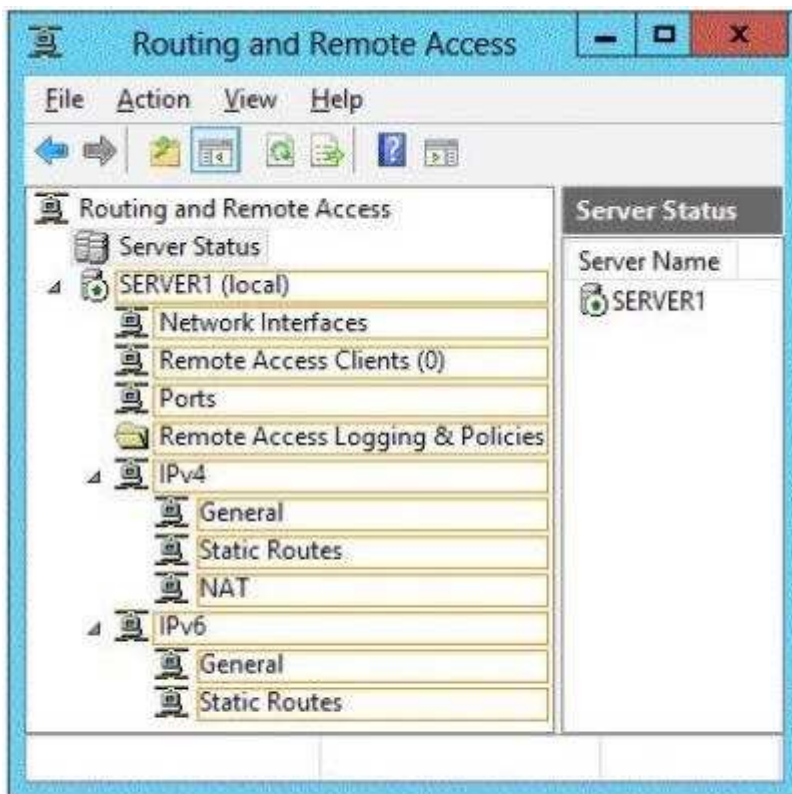 Routing and Remote Access
File Action View Help
Routing and Remote Access
Server Status
SERVER1 (local)
Network Interfaces
Remote Access Clients (0)
Ports
Remote Access Logging & Policies
IPv4
General
Static Routes
NAT
IPv6
General
Static Routes
Server Status
Server Name
SERVER1